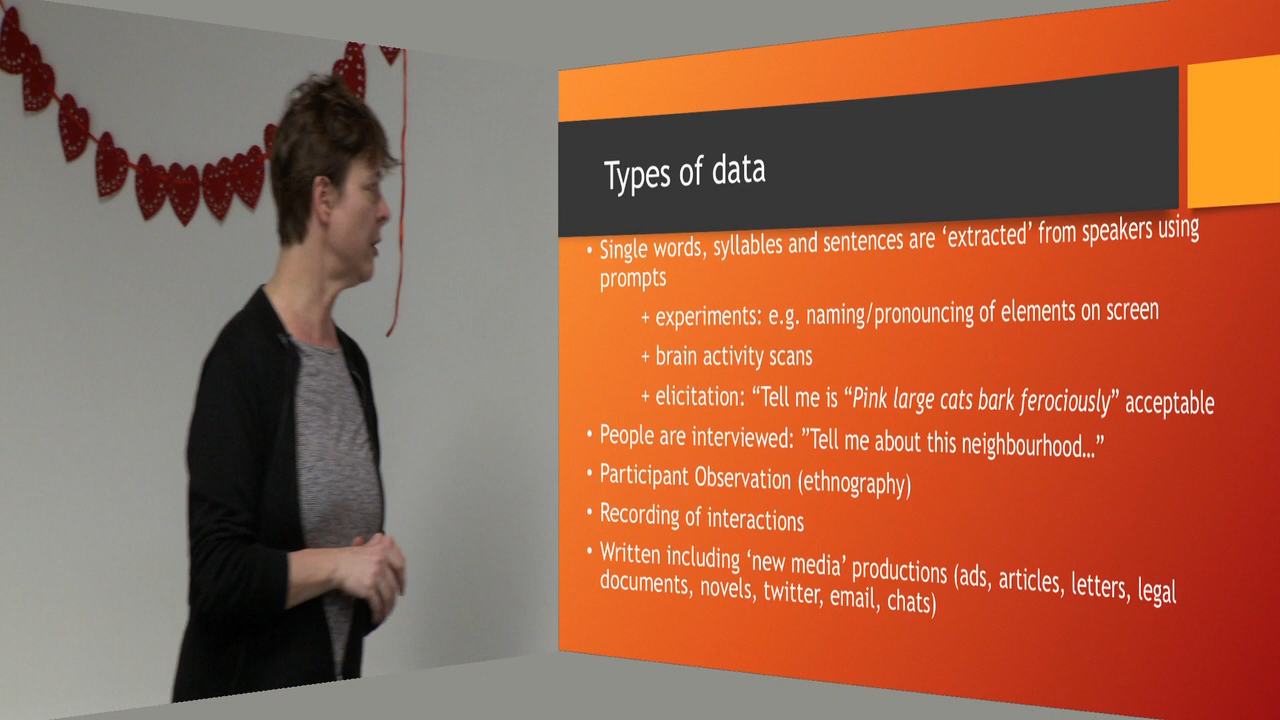 Types of data
• Single words, syllables and sentences are ‘extracted’ from speakers using
prompts
+ experiments: e.g. naming/pronouncing of elements on screen
+ brain activity scans
+ elicitation: “Tell me is “Pink large cats bark ferociously” acceptable
• People are interviewed: ”Tell me about this neighbourhood…”
• Participant Observation (ethnography)
• Recording of interactions
• Written including ‘new media’ productions (ads, articles, letters, legal
documents, novels, twitter, email, chats)